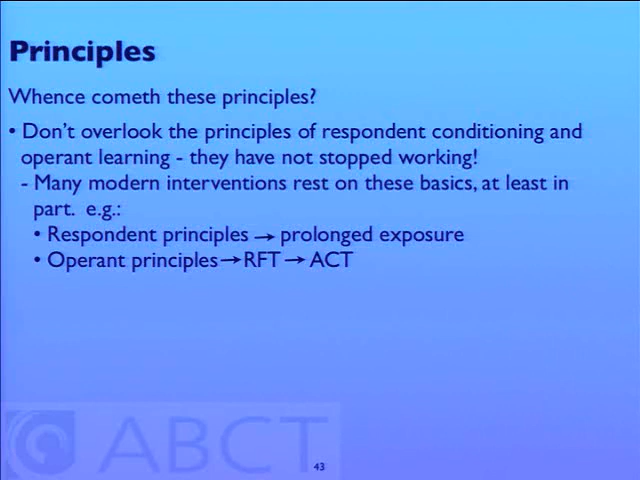 Principles
Whence cometh these principles?
• Don't overlook the principles of respondent conditioning and
operant learning - they have not stopped working!
- Many modern interventions rest on these basics, at least in
part. e.g.:
• Respondent principles → prolonged exposure
• Operant principles→RFT→ACT
ABCT
43